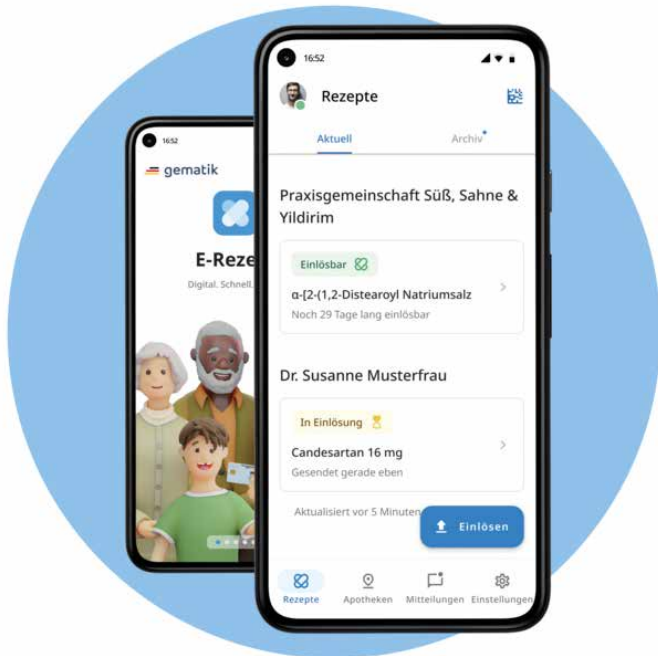 16:52
gematik
E-Reze
Digital. Schnell.
16:52
Rezepte
Aktuell
Archiv
Praxisgemeinschaft Süß, Sahne &
Yildirim
Einlösbar
α-[2-(1,2-Distearoyl Natriumsalz
Noch 29 Tage lang einlösbar
Dr. Susanne Musterfrau
In Einlösung
Candesartan 16 mg
Gesendet gerade eben
Aktualisiert vor 5 Minuten
Einlösen
Rezepte Apotheken Mitteilungen Einstellungen